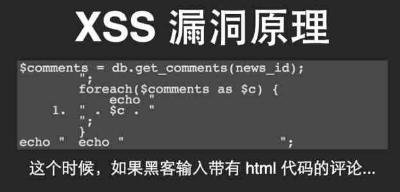 XSS 漏洞原理
$comments = db.get_comments(news_id);
";
foreach($comments as $c) {
echo "
1. " . $c . "
";
}
echo " echo " ";
这个时候，如果黑客输入带有 html 代码的评论...